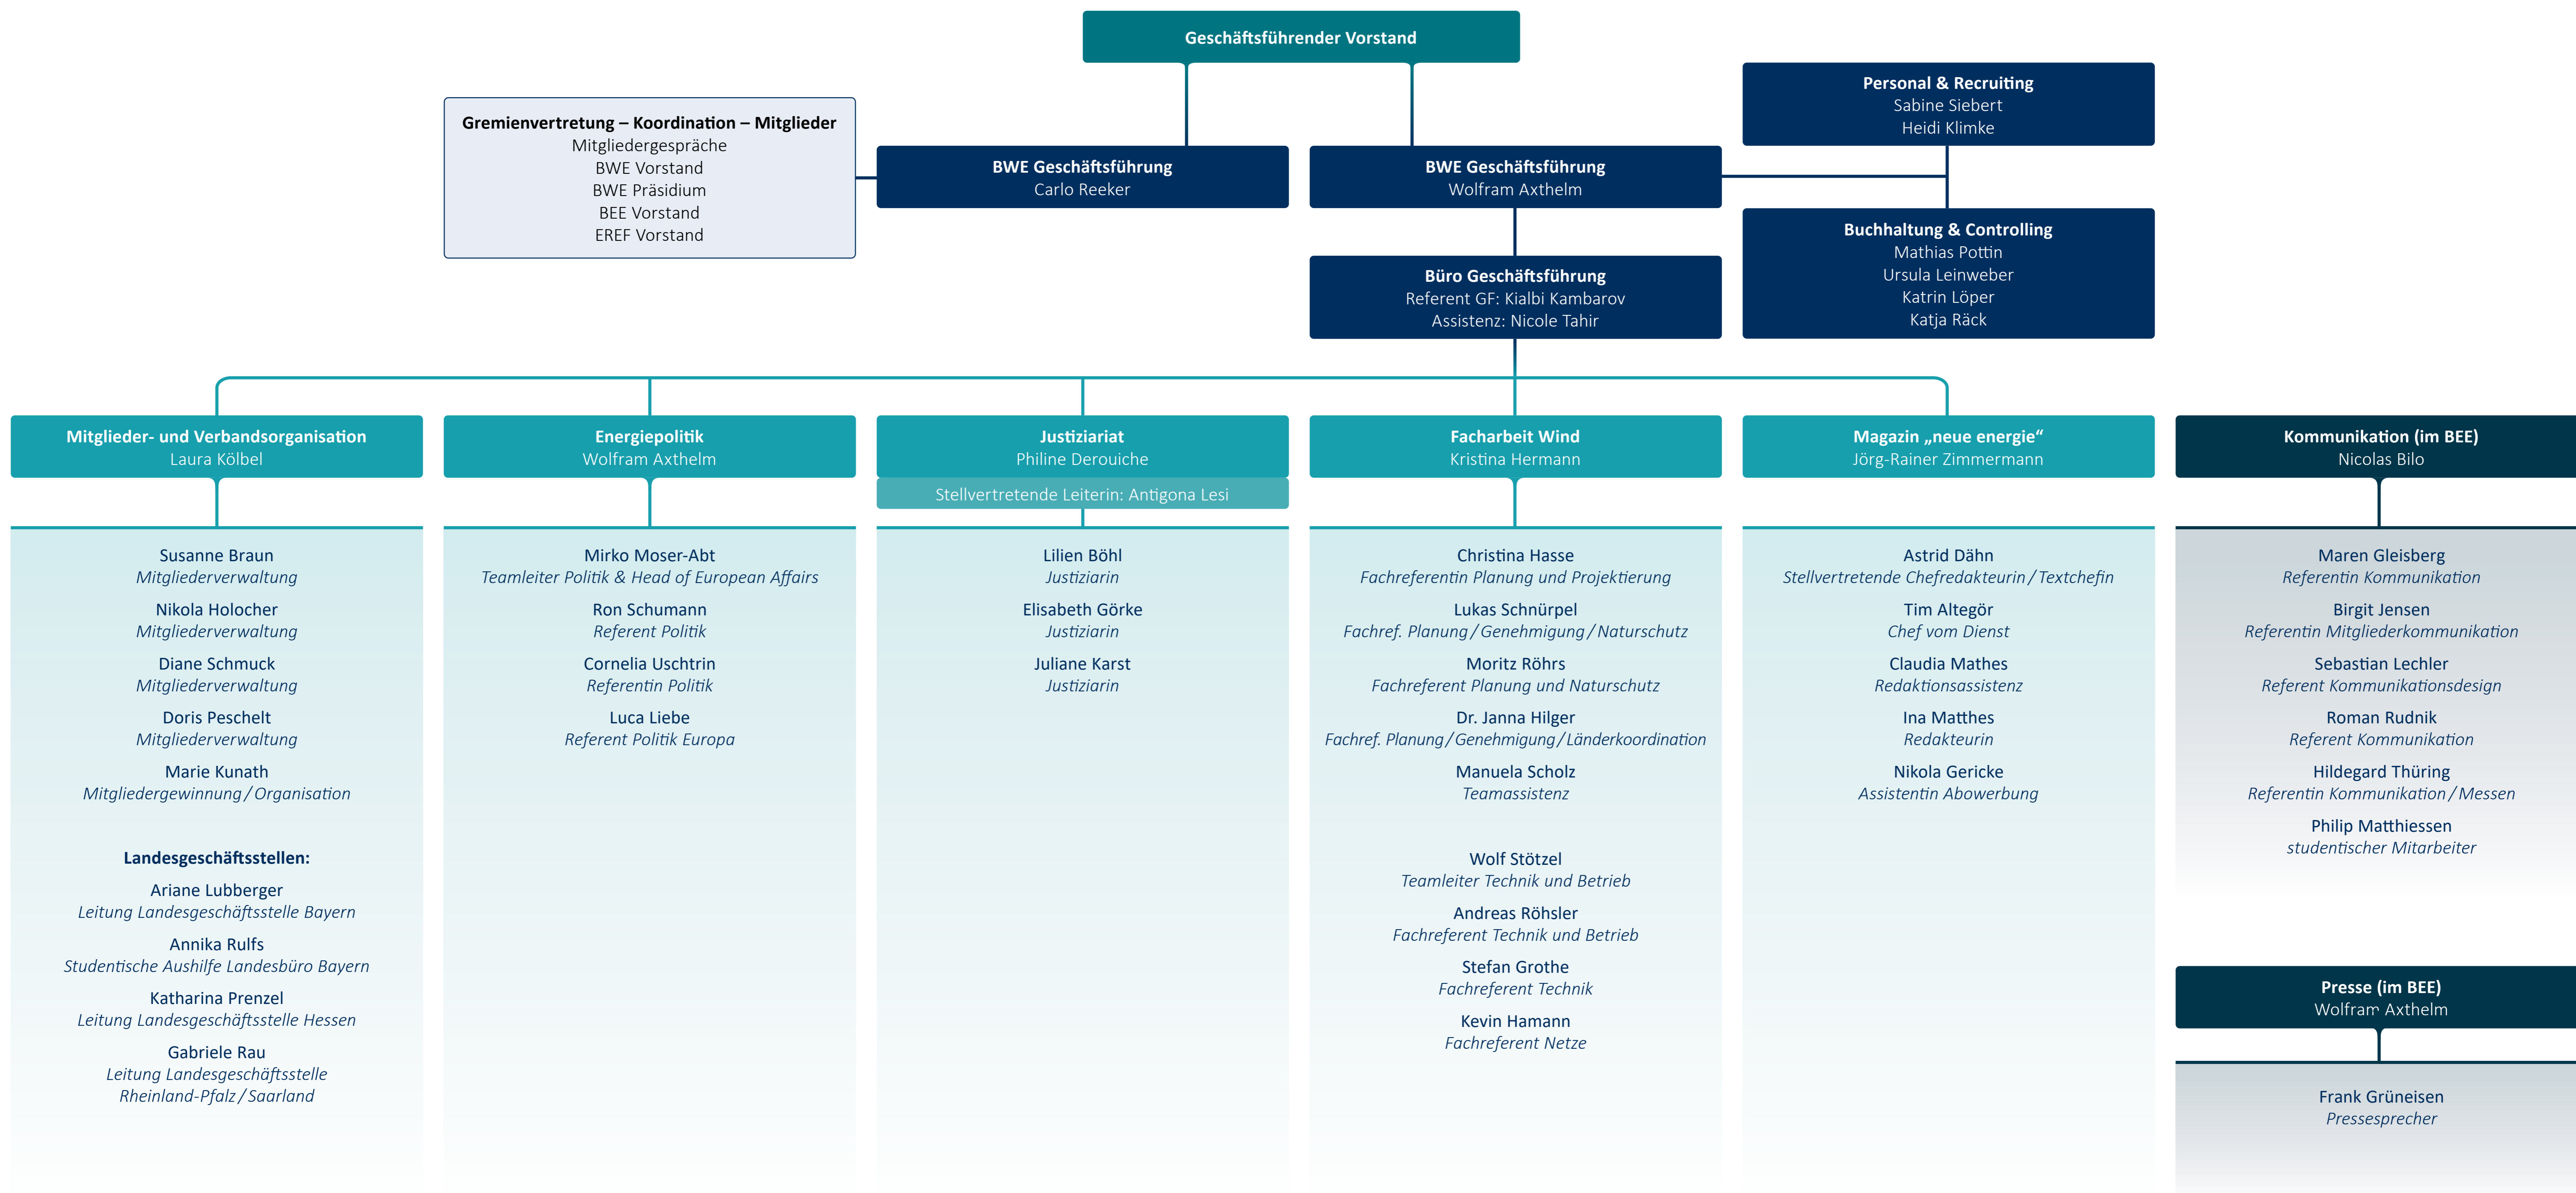 Geschäftsführender Vorstand
Gremienvertretung – Koordination – Mitglieder
Mitgliedergespräche
BWE Vorstand
BWE Präsidium
BEE Vorstand
EREF Vorstand
BWE Geschäftsführung
Carlo Reeker
BWE Geschäftsführung
Wolfram Axthelm
Personal & Recruiting
Sabine Siebert
Heidi Klimke
Buchhaltung & Controlling
Mathias Pottin
Ursula Leinweber
Katrin Löper
Katja Räck
Büro Geschäftsführung
Referent GF: Kialbi Kambarov
Assistenz: Nicole Tahir
Mitglieder- und Verbandsorganisation
Laura Kölbel
Susanne Braun
Mitgliederverwaltung
Nikola Holocher
Mitgliederverwaltung
Diane Schmuck
Mitgliederverwaltung
Doris Peschelt
Mitgliederverwaltung
Marie Kunath
Mitgliedergewinnung / Organisation
Landesgeschäftsstellen:
Ariane Lubberger
Leitung Landesgeschäftsstelle Bayern
Annika Rulfs
Studentische Aushilfe Landesbüro Bayern
Katharina Prenzel
Leitung Landesgeschäftsstelle Hessen
Gabriele Rau
Leitung Landesgeschäftsstelle
Rheinland-Pfalz / Saarland
Energiepolitik
Wolfram Axthelm
Mirko Moser-Abt
Teamleiter Politik & Head of European Affairs
Ron Schumann
Referent Politik
Cornelia Uschtrin
Referentin Politik
Luca Liebe
Referent Politik Europa
Justiziariat
Philine Derouiche
Stellvertretende Leiterin: Antigona Lesi
Lilien Böhl
Justiziarin
Elisabeth Görke
Justiziarin
Juliane Karst
Justiziarin
Facharbeit Wind
Kristina Hermann
Christina Hasse
Fachreferentin Planung und Projektierung
Lukas Schnürpel
Fachref. Planung / Genehmigung / Naturschutz
Moritz Röhrs
Fachreferent Planung und Naturschutz
Dr. Janna Hilger
Fachref. Planung / Genehmigung / Länderkoordination
Manuela Scholz
Teamassistenz
Wolf Stötzel
Teamleiter Technik und Betrieb
Andreas Röhsler
Fachreferent Technik und Betrieb
Stefan Grothe
Fachreferent Technik
Kevin Hamann
Fachreferent Netze
Magazin „neue energie“
Jörg-Rainer Zimmermann
Astrid Dähn
Stellvertretende Chefredakteurin / Textchefin
Tim Altegör
Chef vom Dienst
Claudia Mathes
Redaktionsassistenz
Ina Matthes
Redakteurin
Nikola Gericke
Assistentin Abowerbung
Kommunikation (im BEE)
Nicolas Bilo
Maren Gleisberg
Referentin Kommunikation
Birgit Jensen
Referentin Mitgliederkommunikation
Sebastian Lechler
Referent Kommunikationsdesign
Roman Rudnik
Referent Kommunikation
Hildegard Thüring
Referentin Kommunikation / Messen
Philip Matthiessen
studentischer Mitarbeiter
Presse (im BEE)
Wolfram Axthelm
Frank Grüneisen
Pressesprecher